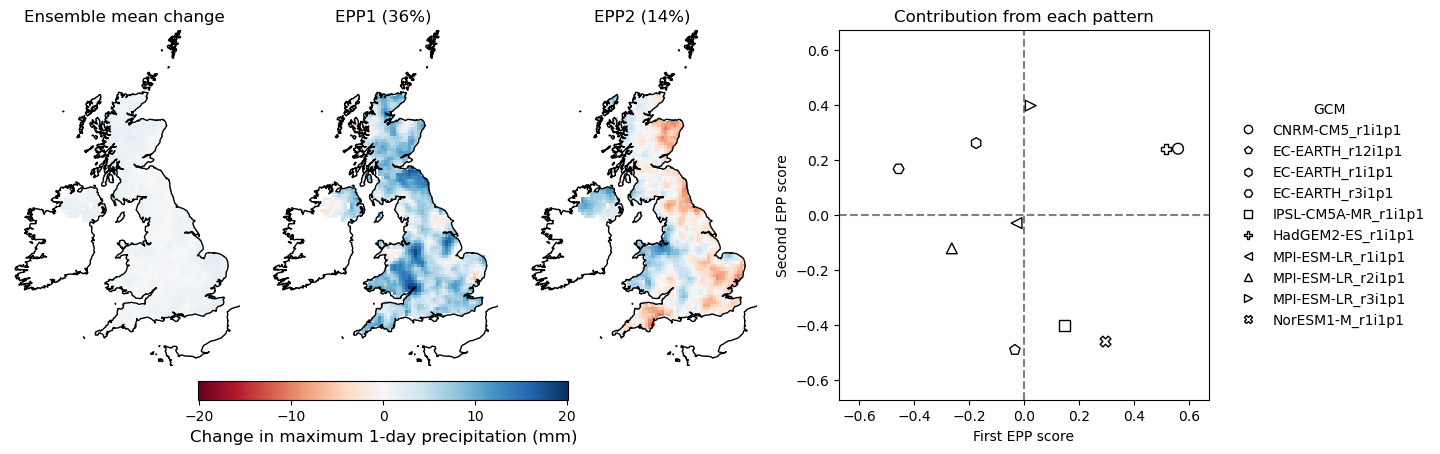 Ensemble mean change
EPP1 (36%)
EPP2 (14%)
−20 −10 0 10 20
Change in maximum 1-day precipitation (mm)
Contribution from each pattern
Second EPP score
0.6
0.4
0.2
0.0
−0.2
−0.4
−0.6
−0.6 −0.4 −0.2 0.0 0.2 0.4 0.6
First EPP score
GCM
CNRM-CM5_r1i1p1
EC-EARTH_r12i1p1
EC-EARTH_r1i1p1
EC-EARTH_r3i1p1
IPSL-CM5A-MR_r1i1p1
HadGEM2-ES_r1i1p1
MPI-ESM-LR_r1i1p1
MPI-ESM-LR_r2i1p1
MPI-ESM-LR_r3i1p1
NorESM1-M_r1i1p1